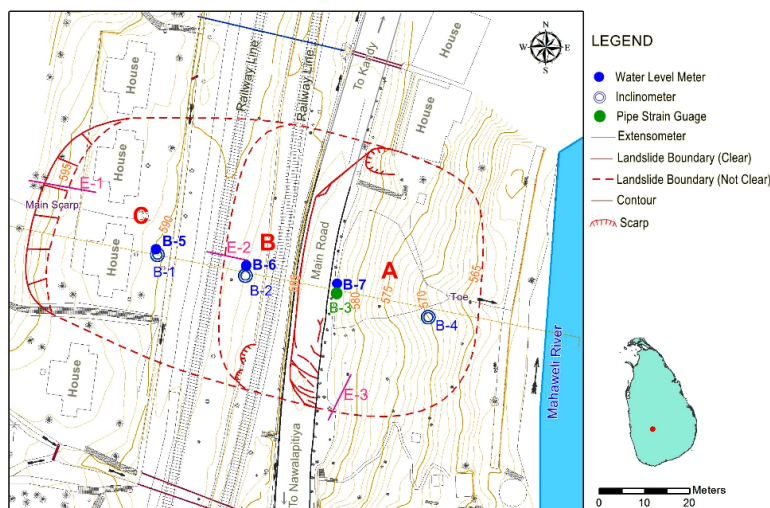 House
House
House
House
House
Railway Line
Railway Line
To Kandy
Main Road
To Nawalapitiya
Mahaweli River
N
W
E
S
595
E-1
Main Scarp
C
590
B-5
B-1
E-2
B
B-6
B-2
A
B-7
B-3
580
575
570
565
Toe
B-4
E-3
LEGEND
Water Level Meter
Inclinometer
Pipe Strain Guage
Extensometer
Landslide Boundary (Clear)
Landslide Boundary (Not Clear)
Contour
Scarp
Meters
0
10
20